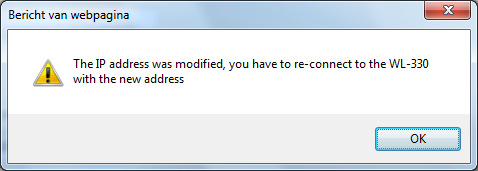 Bericht van webpagina
The IP address was modified, you have to re-connect to the WL-330
with the new address
OK